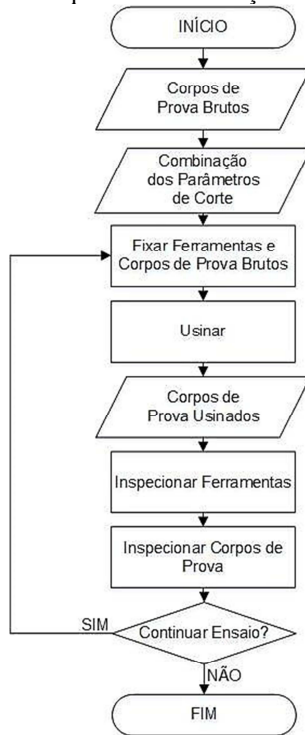 INÍCIO
Corpos de
Prova Brutos
Combinação
dos Parâmetros
de Corte
Fixar Ferramentas e
Corpos de Prova Brutos
Usinar
Corpos de
Prova Usinados
Inspecionar Ferramentas
Inspecionar Corpos de
Prova
SIM
Continuar Ensaio?
NÃO
FIM